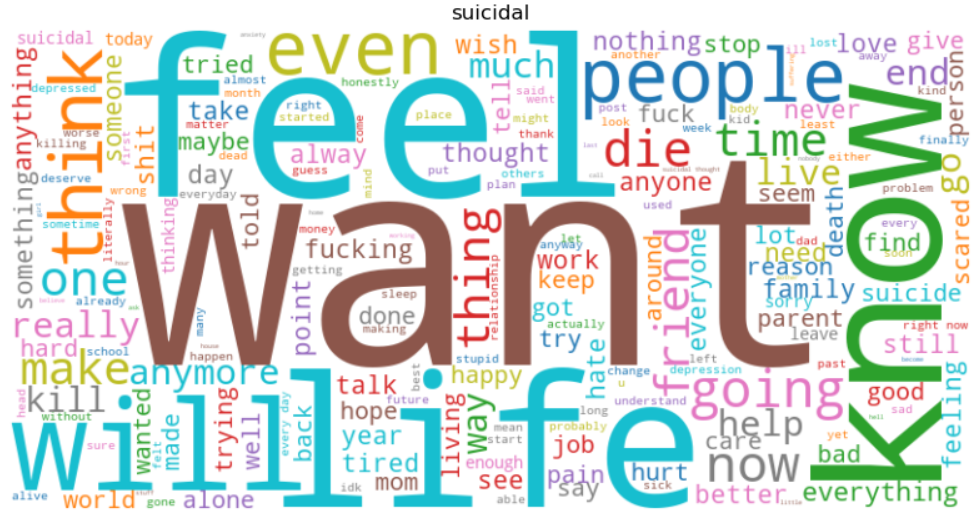 suicidal
suicidal today
feel
even
wish
nothing stop
love give
another
lost
away
depressed
think
someone
tried
almost
month
honestly
much
tell
said
went
people
end
kind
person
worse
killing
first
shit
take
matter
maybe
dead
right
started
place
come
alway
guess
might
thank
thought
others
put
plan
post
look
fuck
week
body
kid
never
least
die
time
either
finally
anything
something
deserve
wrong
day
everyday
literally
thinking
told
mind
want
suicidal thought
call
anyone
used
live
seem
death
know
problem
every
find
soon
go
scared
sometime
one
already
many
home
money
fucking
getting
working
sleep
point
done
making
thing
relationship
anyway
let
work
keep
got
actually
try
around
friend
everyone
lot
dad
need
reason
family
sorry
parent
leave
suicide
really
hard
school
house
happen
make
anymore
stupid
happy
hate
change
u
left
depression
understand
past
right now
still
become
good
sad
hell
kill
head
without
will
life
talk
best
future
hope
year
tired
mom
idk
living
way
mean
start
enough
see
able
long
probably
job
pain
say
hurt
sick
going
help
care
now
better
little
yet
bad
everything
feeling
wanted
felt
made
trying
well
every day
back
sure
alive
world
gone
alone